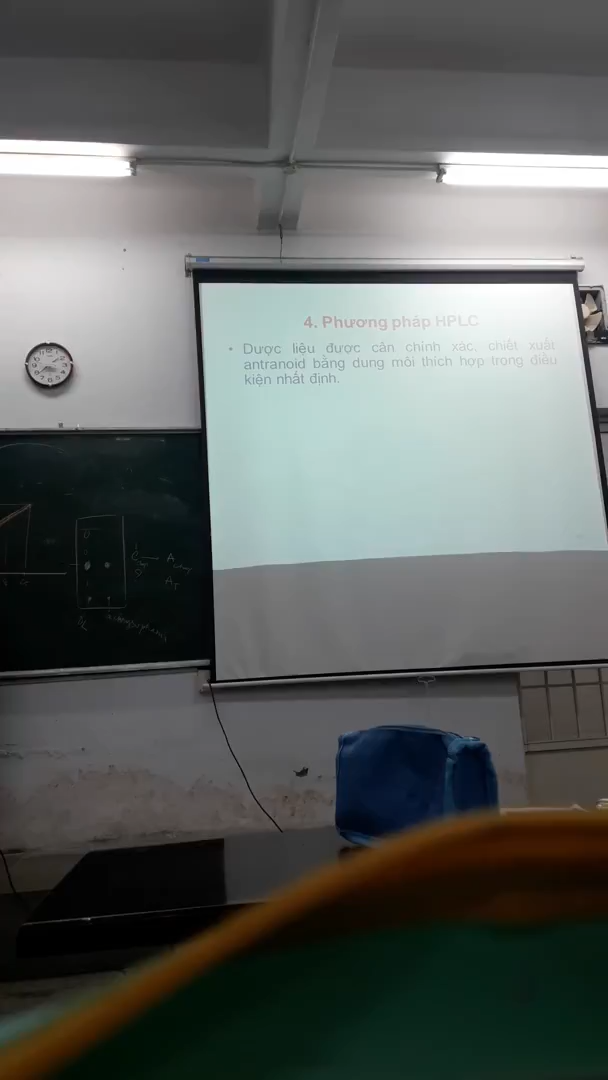 4. Phương pháp HPLC
• Dược liệu được cân chính xác, chiết xuất
antranoid bằng dung môi thích hợp trong điều
kiện nhất định.